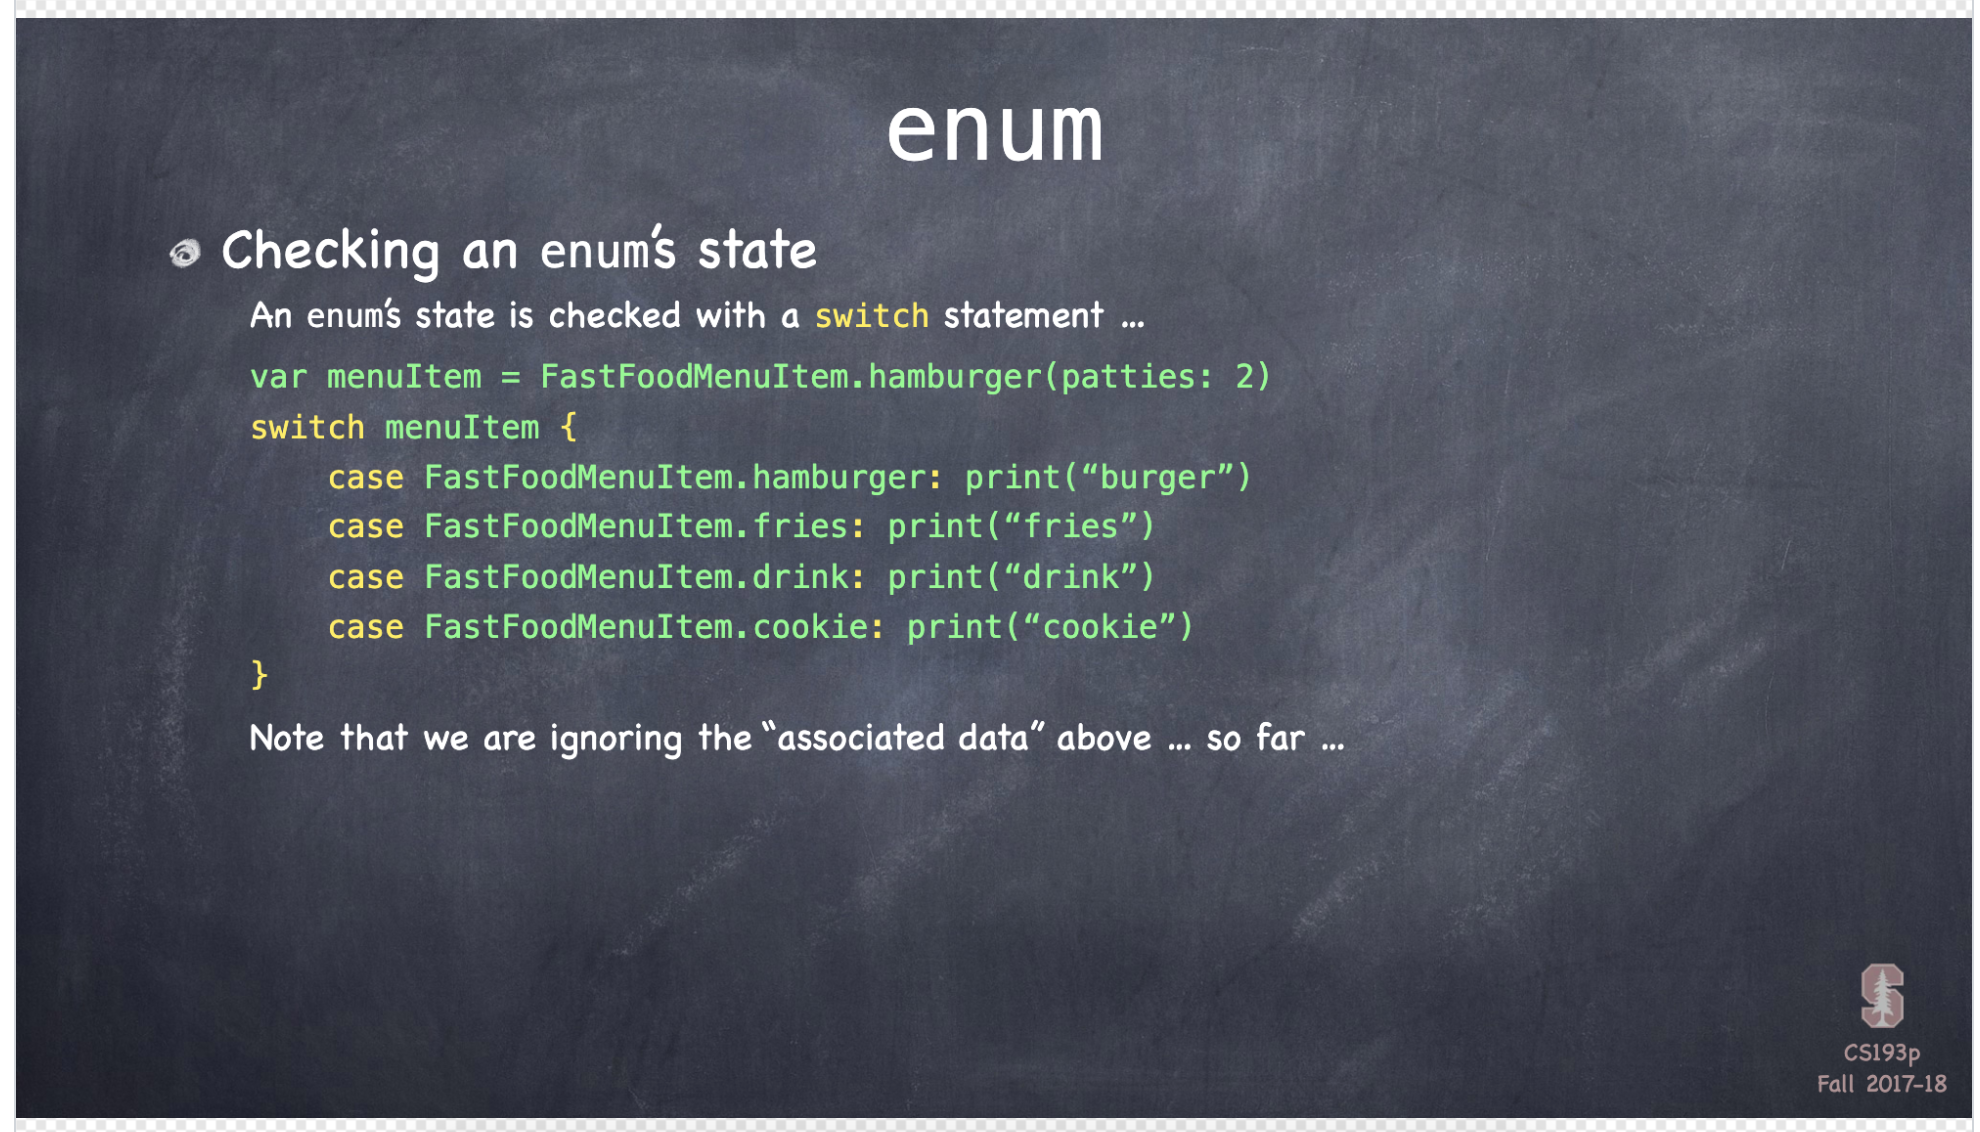 enum
Checking an enum’s state
An enum’s state is checked with a switch statement …
var menuItem = FastFoodMenuItem.hamburger(patties: 2)
switch menuItem {
case FastFoodMenuItem.hamburger: print(“burger”)
case FastFoodMenuItem.fries: print(“fries”)
case FastFoodMenuItem.drink: print(“drink”)
case FastFoodMenuItem.cookie: print(“cookie”)
}
Note that we are ignoring the “associated data” above … so far …
CS193p
Fall 2017-18